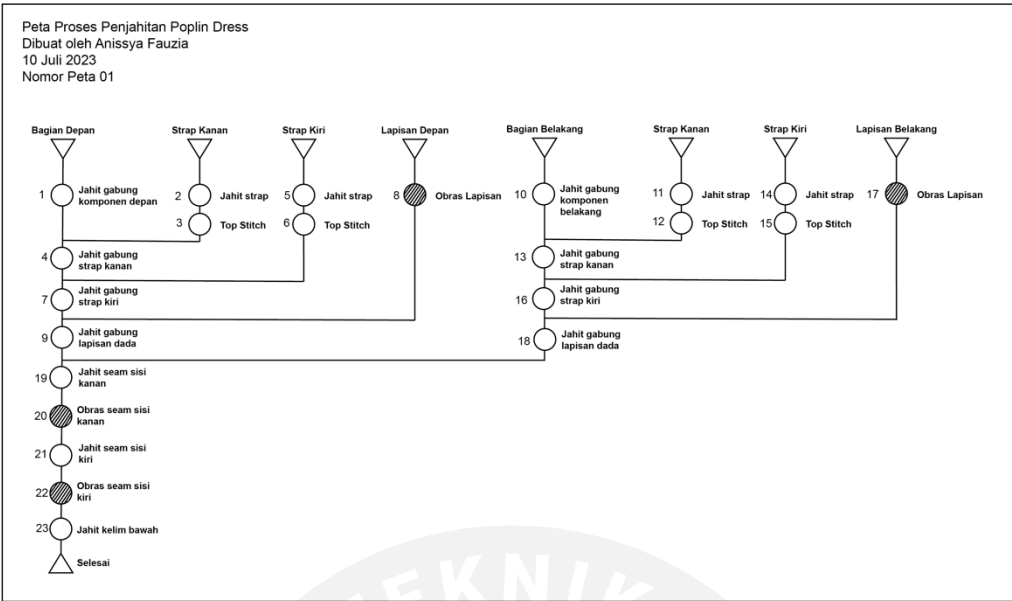 Peta Proses Penjahitan Poplin Dress
Dibuat oleh Anissya Fauzia
10 Juli 2023
Nomor Peta 01
Bagian Depan
Strap Kanan
Strap Kiri
Lapisan Depan
Bagian Belakang
Strap Kanan
Strap Kiri
Lapisan Belakang
1 Jahit gabung
komponen depan
2 Jahit strap
3 Top Stitch
5 Jahit strap
6 Top Stitch
8 Obras Lapisan
10 Jahit gabung
komponen
belakang
11 Jahit strap
12 Top Stitch
14 Jahit strap
15 Top Stitch
17 Obras Lapisan
4 Jahit gabung
strap kanan
13 Jahit gabung
strap kanan
7 Jahit gabung
strap kiri
16 Jahit gabung
strap kiri
9 Jahit gabung
lapisan dada
18 Jahit gabung
lapisan dada
19 Jahit seam sisi
kanan
20 Obras seam sisi
kanan
21 Jahit seam sisi
kiri
22 Obras seam sisi
kiri
23 Jahit kelim bawah
Selesai
TEKNIK